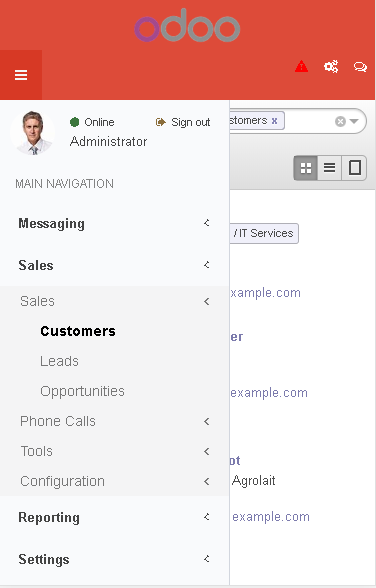 odoo
Online
Sign out
Administrator
MAIN NAVIGATION
Messaging
Sales
Sales
Customers
Leads
Opportunities
Phone Calls
Tools
Configuration
Reporting
Settings
stomers x
/ IT Services
xample.com
er
example.com
ot
Agrolait
example.com